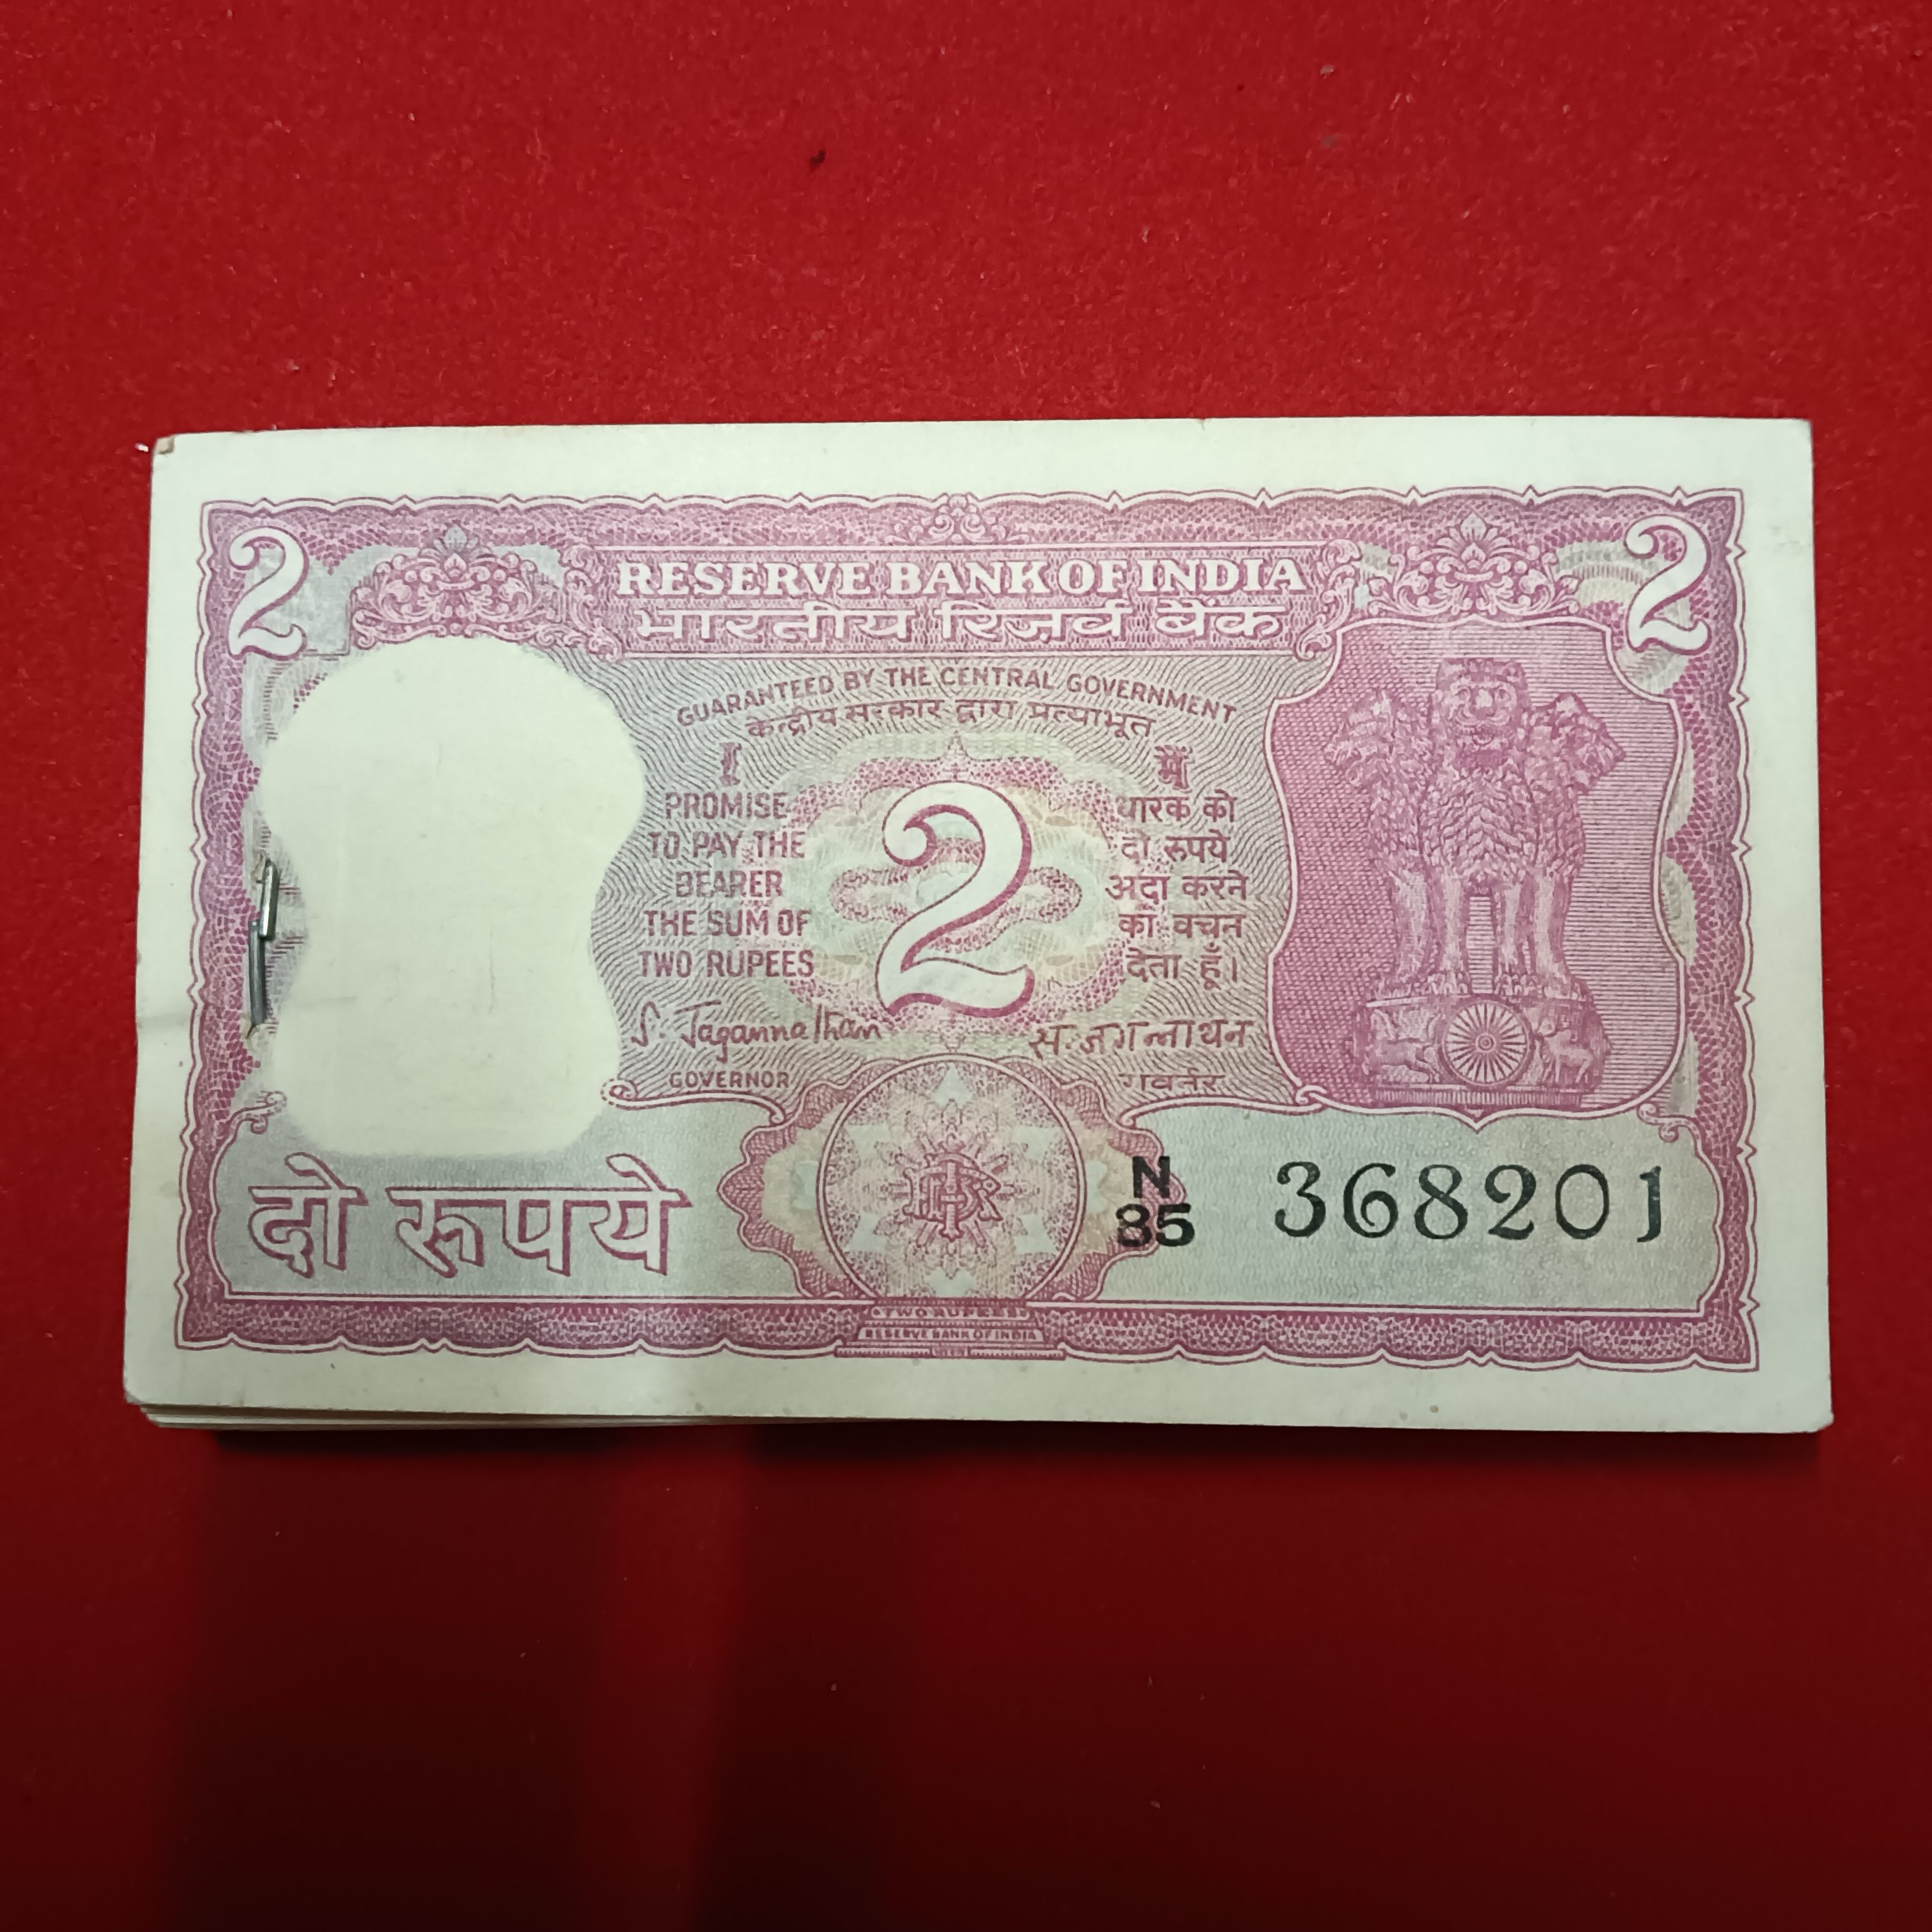 2 2
RESERVE BANK OF INDIA
भारतीय रिज़र्व बैंक
GUARANTEED BY THE CENTRAL GOVERNMENT
केन्द्रीय सरकार द्वारा प्रत्याभूत
I
PROMISE
TO PAY THE
BEARER
THE SUM OF
TWO RUPEES
S. Jagannathan
GOVERNOR
2
मैं
धारक को
दो रुपये
अदा करने
का वचन
देता हूँ।
स. जगन्नाथन
गवर्नर
दो रूपये
N
85
368201
TWO RUPEES
RESERVE BANK OF INDIA